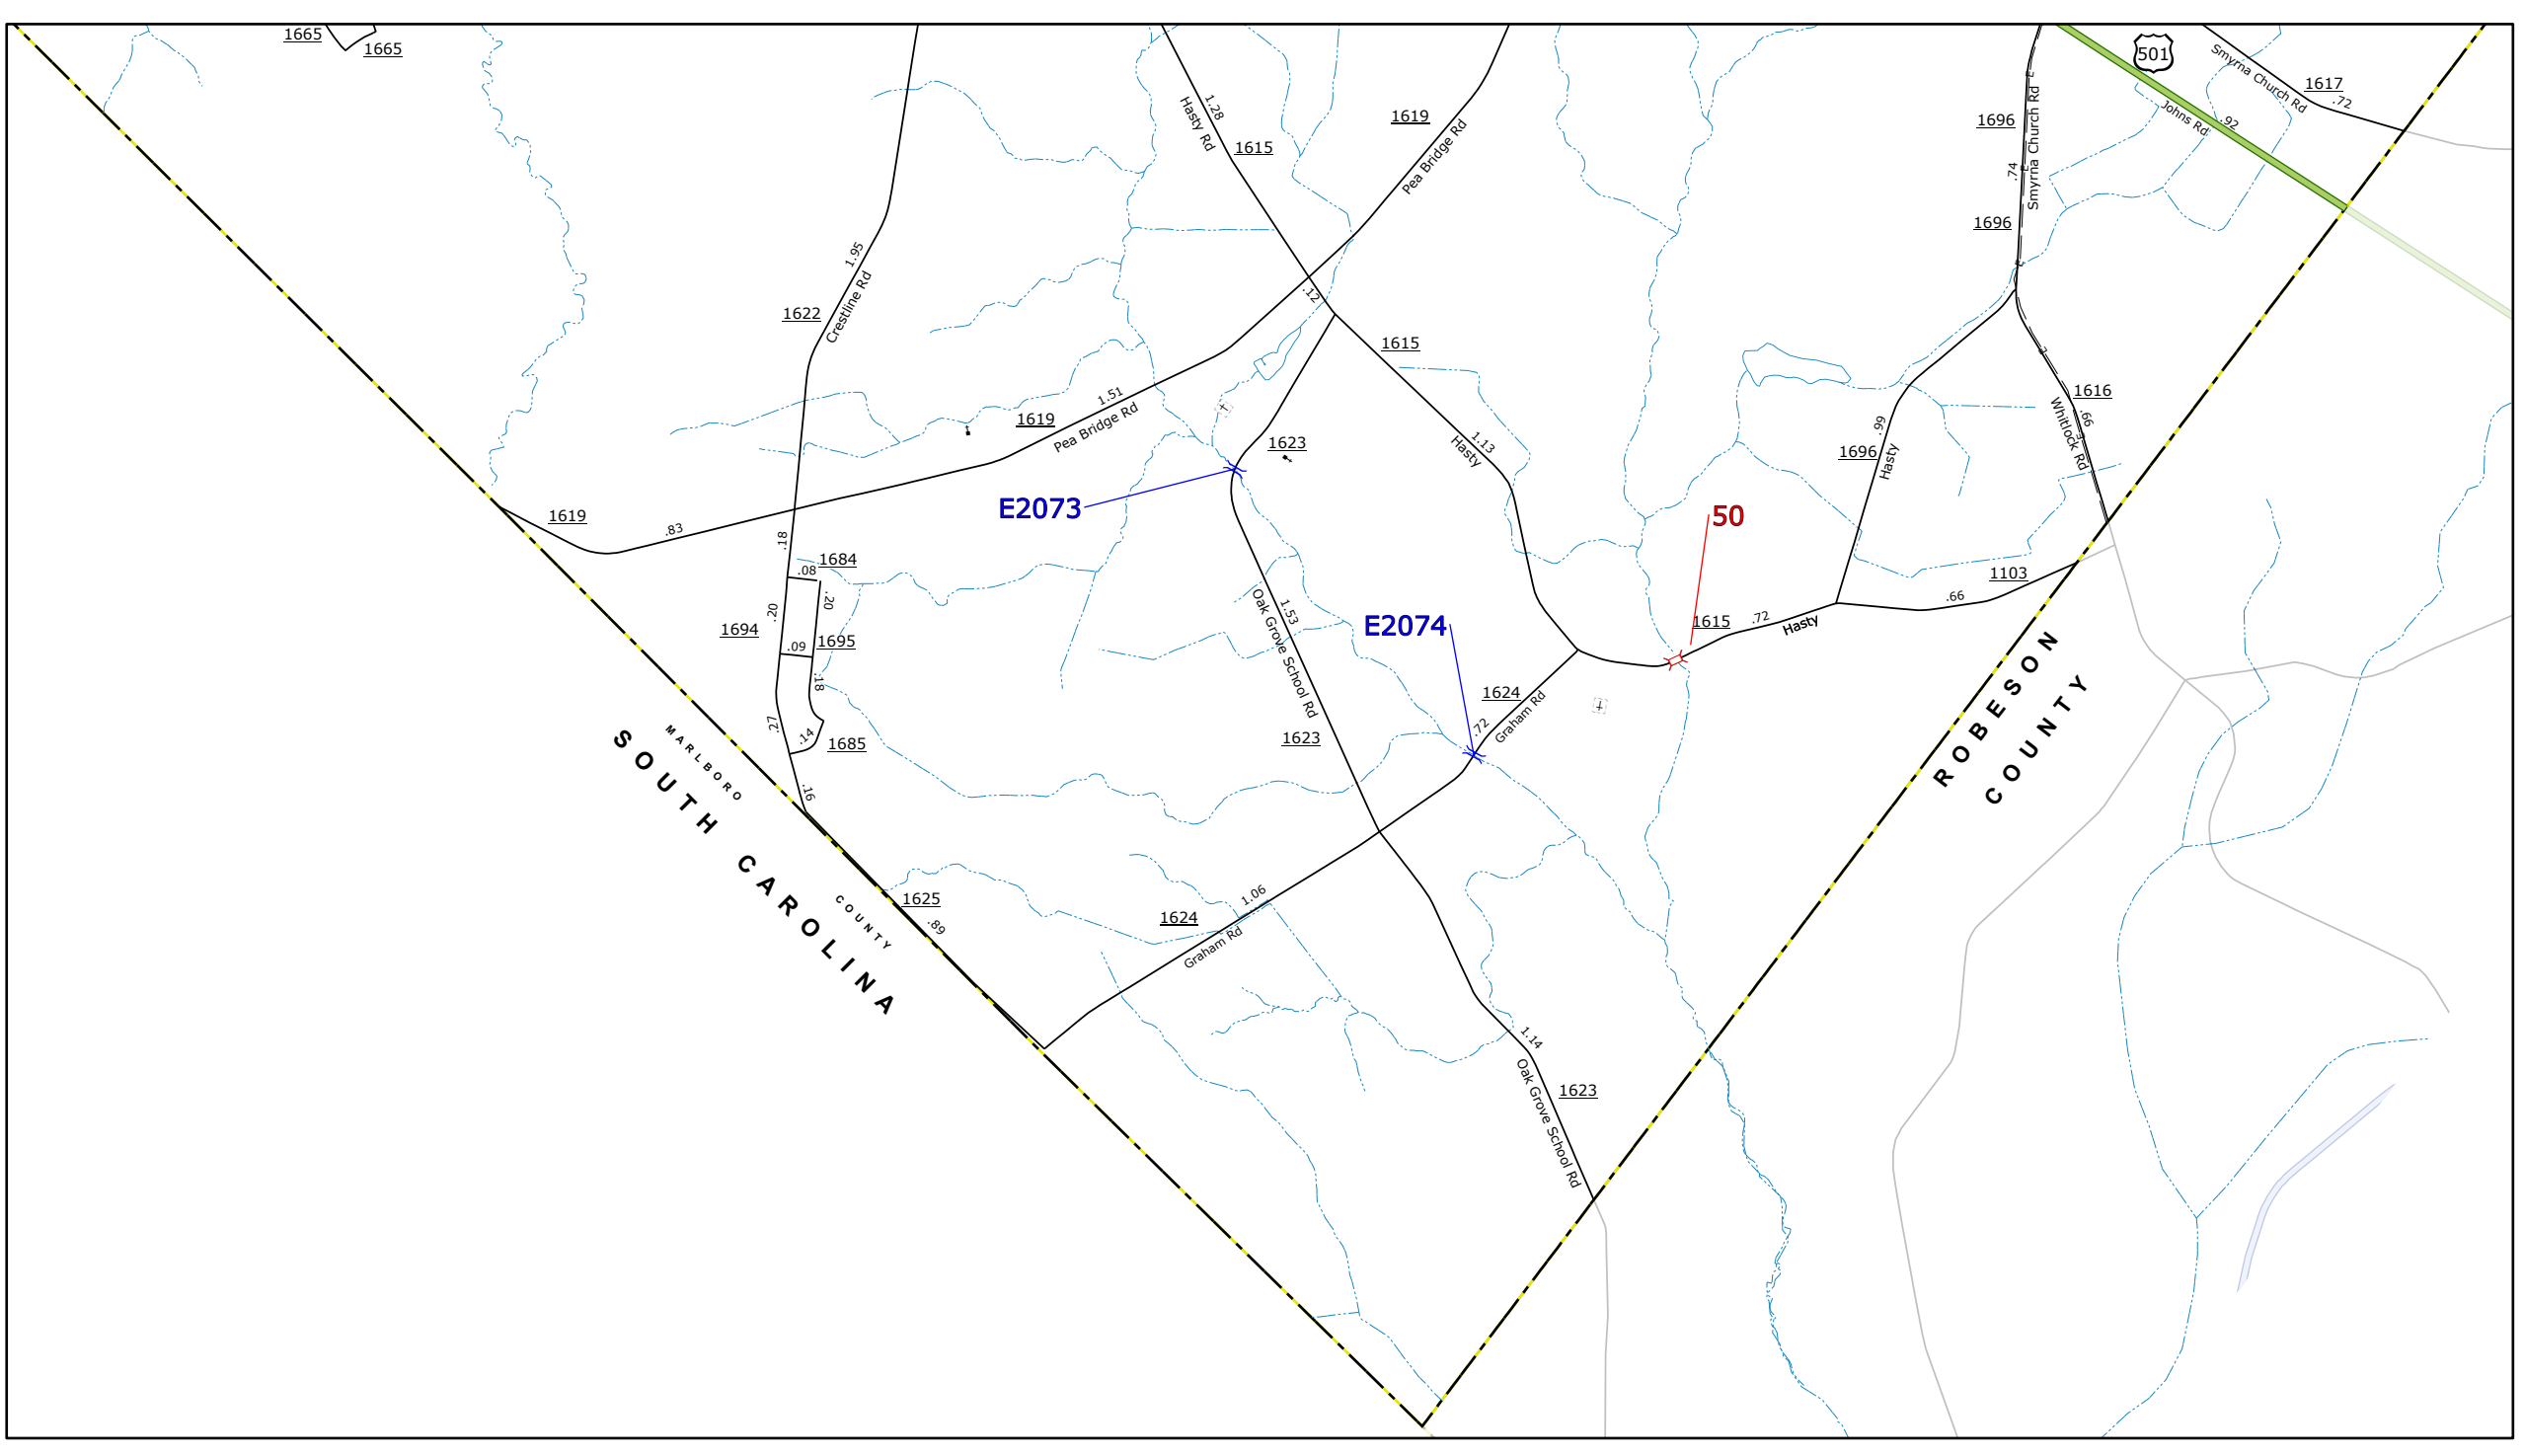 1665
1665
501
Smyrna Church Rd
1617
.72
Johns Rd
.92
1.28
Hasty Rd
1615
1619
Pea Bridge Rd
1696
.74
Smyrna Church Rd
E
E
1696
E
1.95
Crestline Rd
1622
.12
1615
E
1616
.66
Whitlock Rd
E
1.51
1619
Pea Bridge Rd
1623
1.13
Hasty
.99
1696
Hasty
E2073
50
1619
.83
.18
1684
.08
.20
.20
1694
1695
.09
.18
.27
.14
1685
.16
1.53
Oak Grove School Rd
1623
E2074
1615
.72
Hasty
1103
.66
1624
.72
Graham Rd
ROBESON
COUNTY
MARLBORO
COUNTY
SOUTH CAROLINA
1625
.89
1.06
1624
Graham Rd
1.14
Oak Grove School Rd
1623